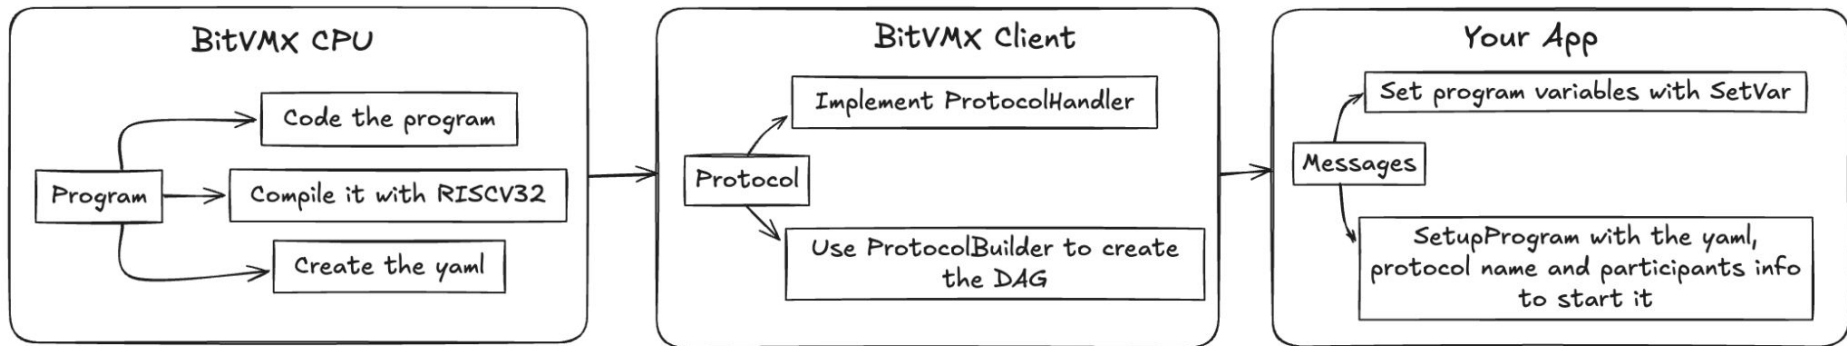 BitVMX CPU
Program
Code the program
Compile it with RISCV32
Create the yaml
BitVMX Client
Protocol
Implement ProtocolHandler
Use ProtocolBuilder to create
the DAG
Your App
Messages
Set program variables with SetVar
SetupProgram with the yaml,
protocol name and participants info
to start it